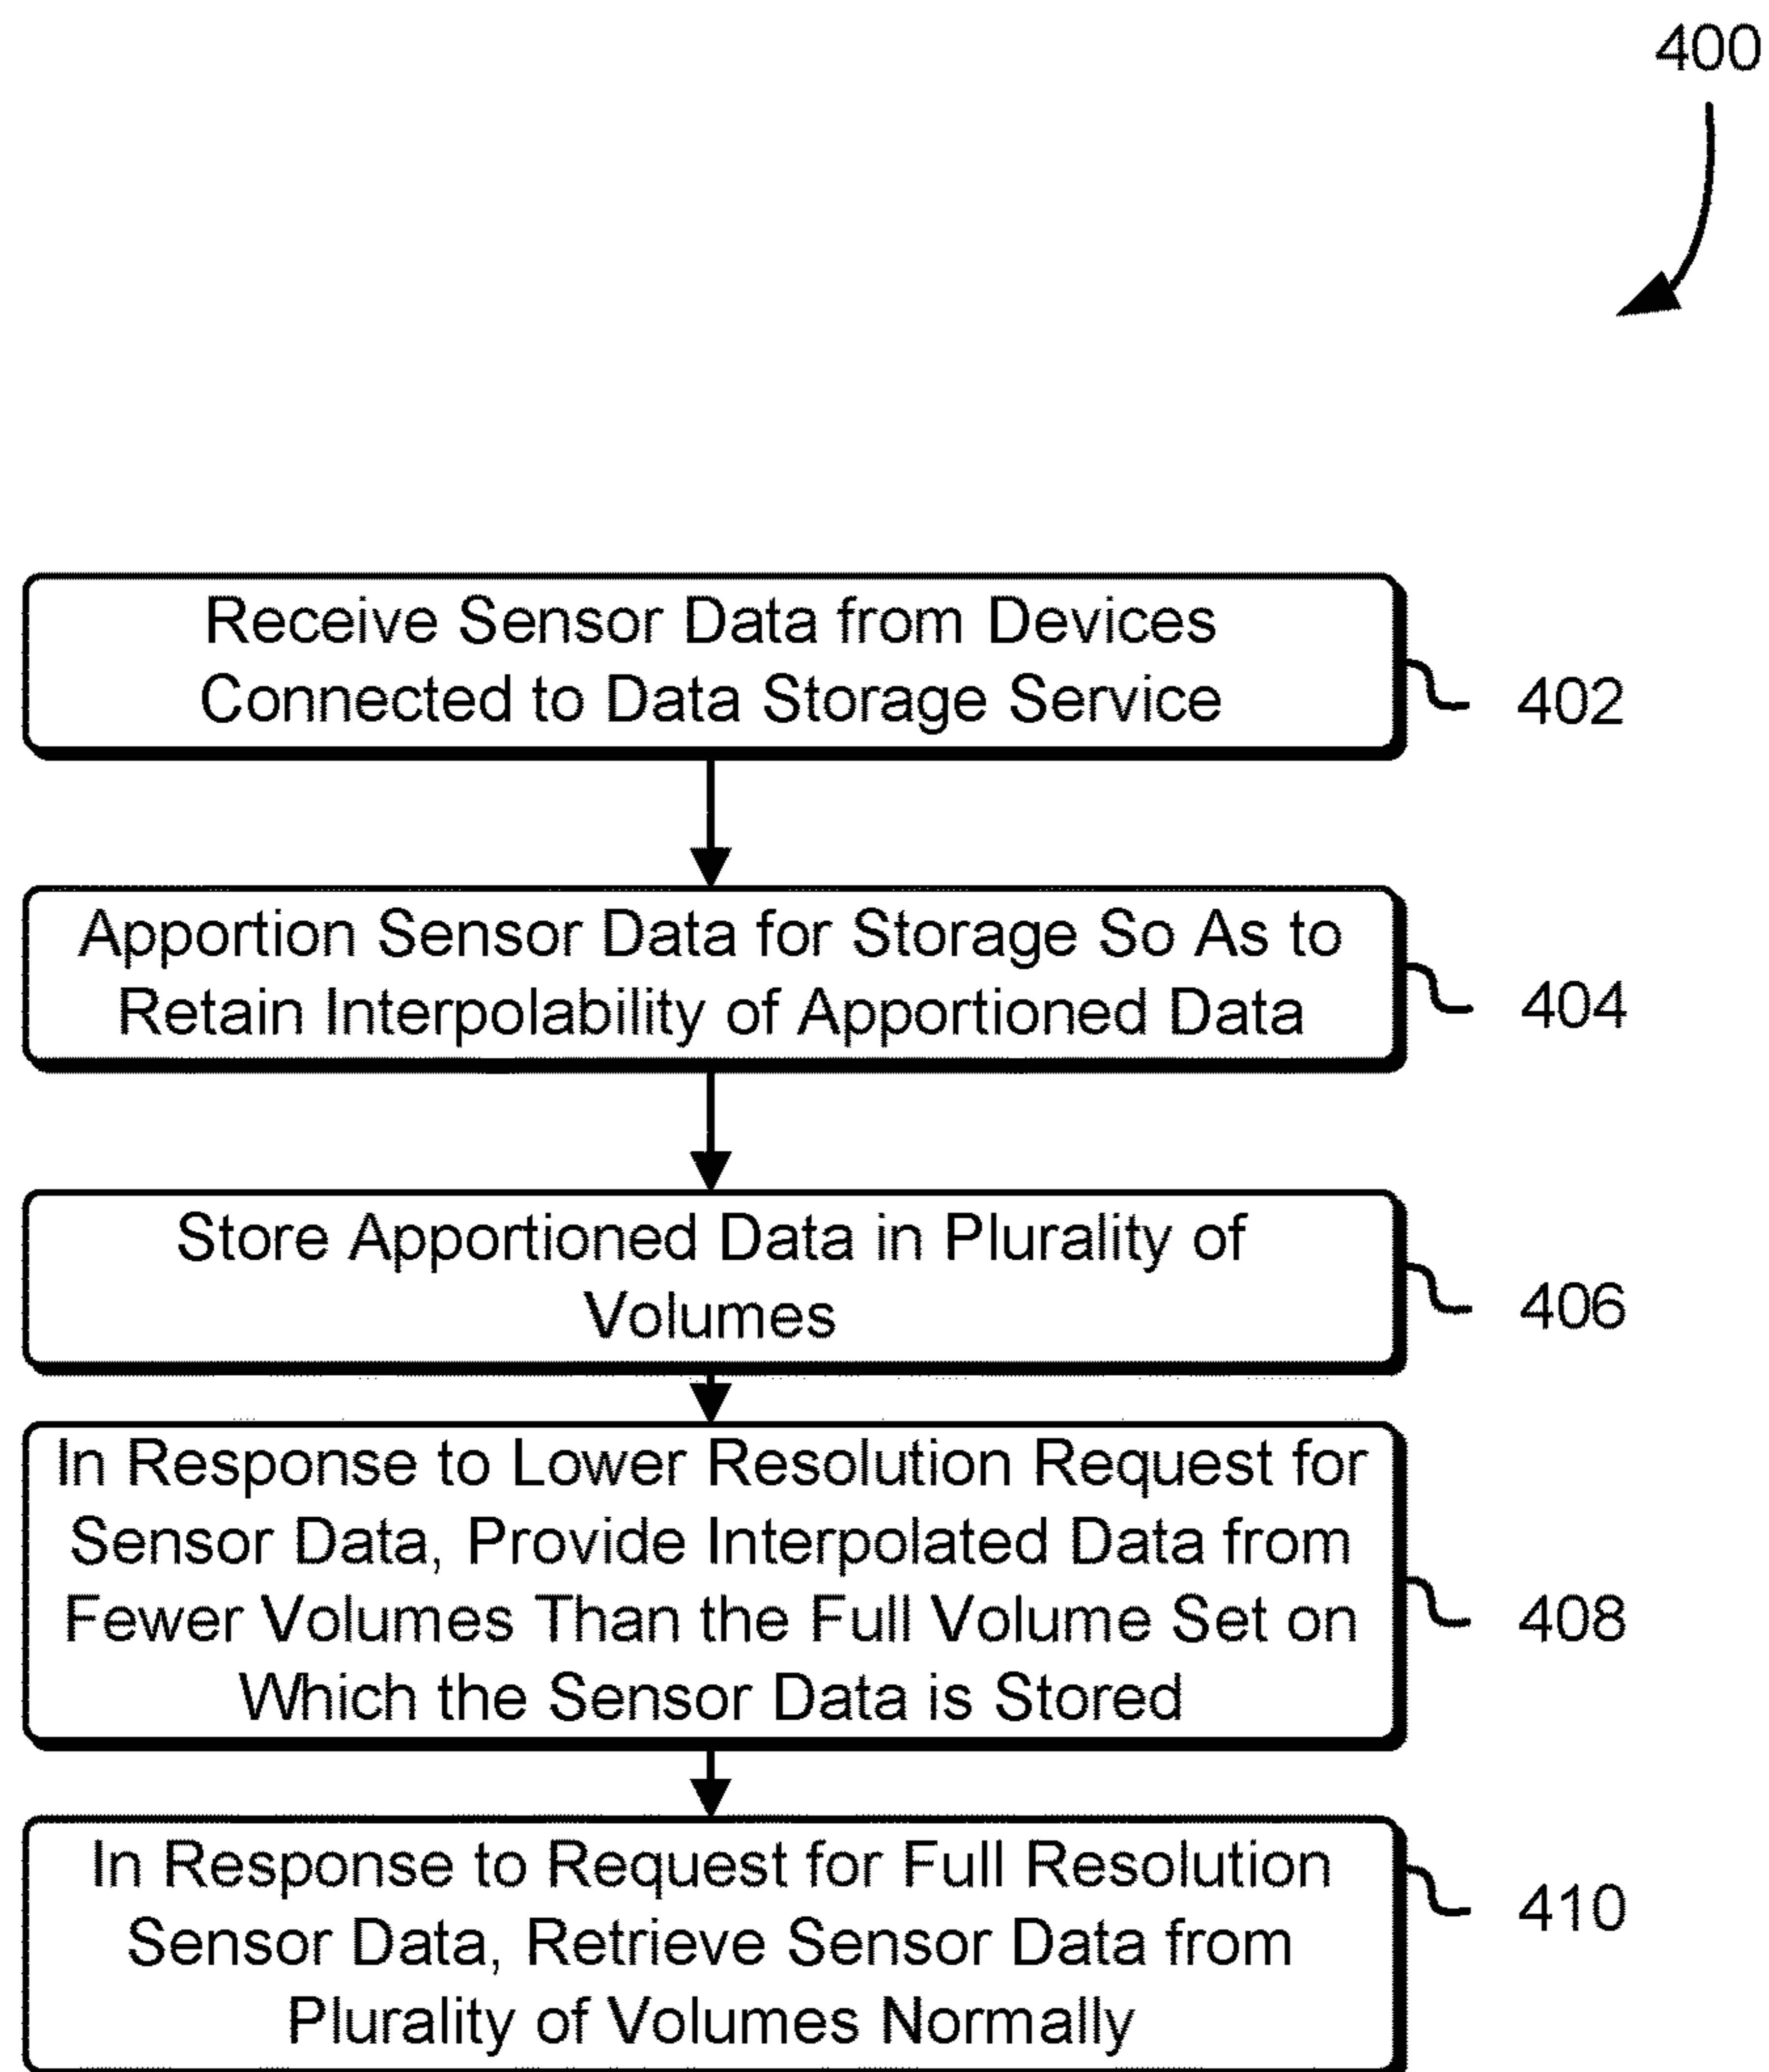 400
Receive Sensor Data from Devices
Connected to Data Storage Service
402
Apportion Sensor Data for Storage So As to
Retain Interpolability of Apportioned Data
404
Store Apportioned Data in Plurality of
Volumes
406
In Response to Lower Resolution Request for
Sensor Data, Provide Interpolated Data from
Fewer Volumes Than the Full Volume Set on
Which the Sensor Data is Stored
408
In Response to Request for Full Resolution
Sensor Data, Retrieve Sensor Data from
Plurality of Volumes Normally
410